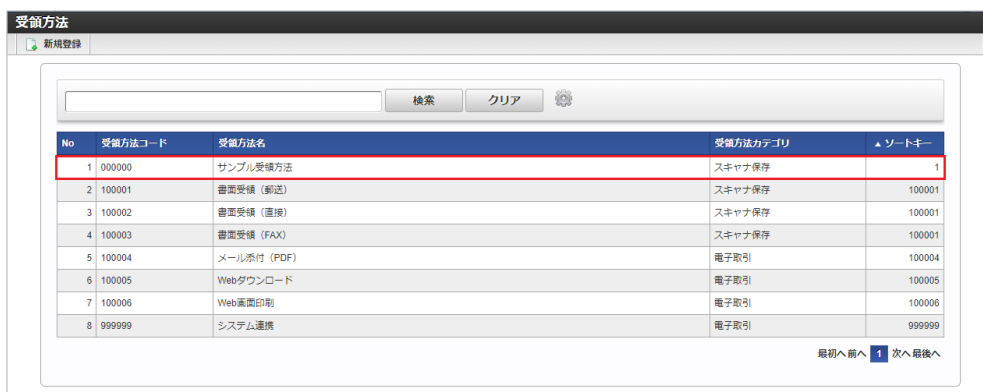 受領方法
新規登録
検索 クリア
No 受領方法コード 受領方法名 受領方法カテゴリ ▲ ソートキー
1 000000 サンプル受領方法 スキャナ保存 1
2 100001 書面受領（郵送） スキャナ保存 100001
3 100002 書面受領（直接） スキャナ保存 100001
4 100003 書面受領（FAX） スキャナ保存 100001
5 100004 メール添付（PDF） 電子取引 100004
6 100005 Webダウンロード 電子取引 100005
7 100006 Web画面印刷 電子取引 100006
8 999999 システム連携 電子取引 999999
最初へ 前へ 1 次へ 最後へ